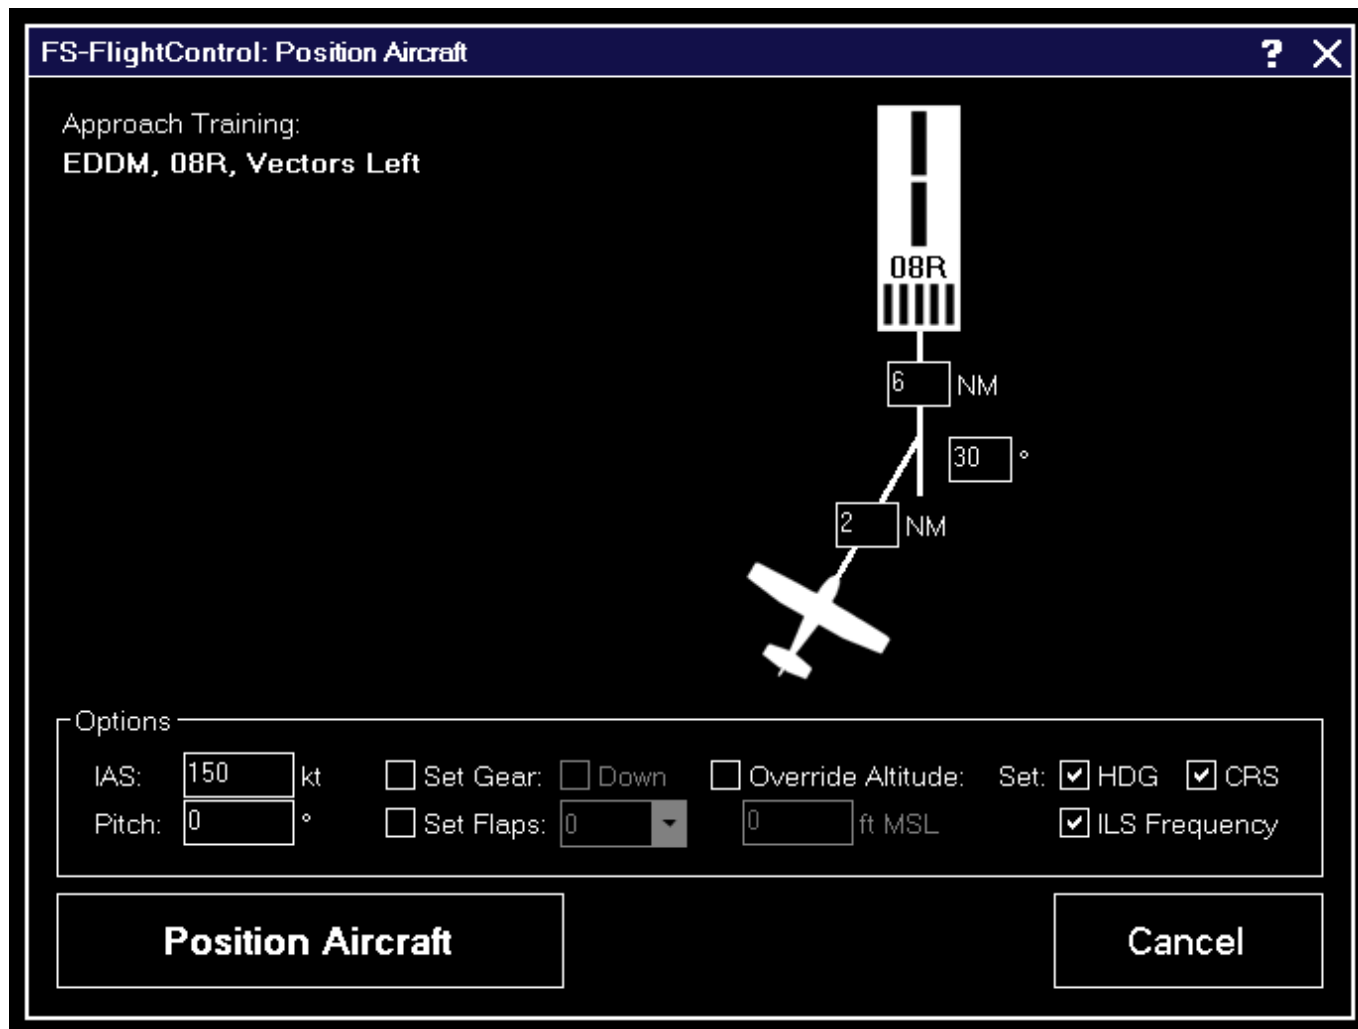 FS-FlightControl: Position Aircraft ?
Approach Training:
EDDM, 08R, Vectors Left
08R
6 NM
30 °
2 NM
Options
IAS: 150 kt Set Gear: Down Override Altitude: Set: HDG CRS
Pitch: 0 ° Set Flaps: 0 0 ft MSL ILS Frequency
Position Aircraft Cancel